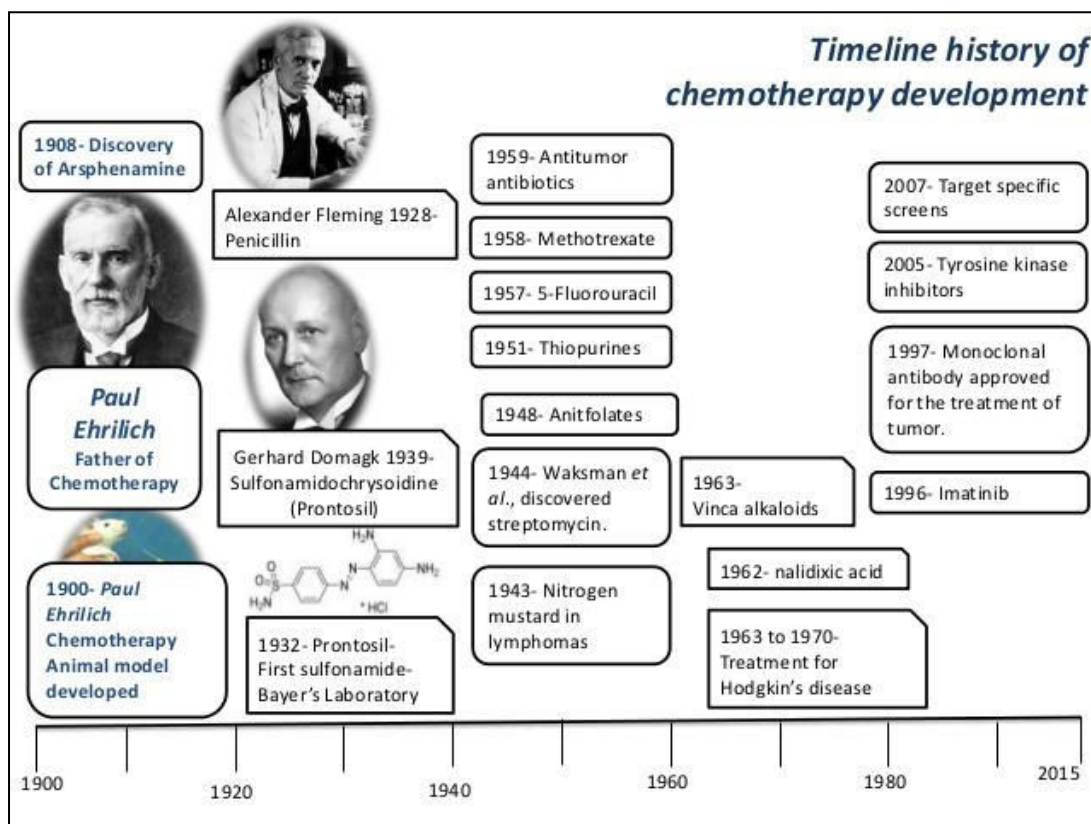 Timeline history of
chemotherapy development
1908- Discovery
of Arsphenamine
Paul
Ehrilich
Father of
Chemotherapy
1900- Paul
Ehrilich
Chemotherapy
Animal model
developed
Alexander Fleming 1928-
Penicillin
Gerhard Domagk 1939-
Sulfonamidochrysoidine
(Prontosil)
H₂N
NH₂
N
N
O
O
S
H₂N
• HCl
1932- Prontosil-
First sulfonamide-
Bayer’s Laboratory
1959- Antitumor
antibiotics
1958- Methotrexate
1957- 5-Fluorouracil
1951- Thiopurines
1948- Anitfolates
1944- Waksman et
al., discovered
streptomycin.
1943- Nitrogen
mustard in
lymphomas
1963-
Vinca alkaloids
1962- nalidixic acid
1963 to 1970-
Treatment for
Hodgkin’s disease
2007- Target specific
screens
2005- Tyrosine kinase
inhibitors
1997- Monoclonal
antibody approved
for the treatment of
tumor.
1996- Imatinib
1900
1920
1940
1960
1980
2015